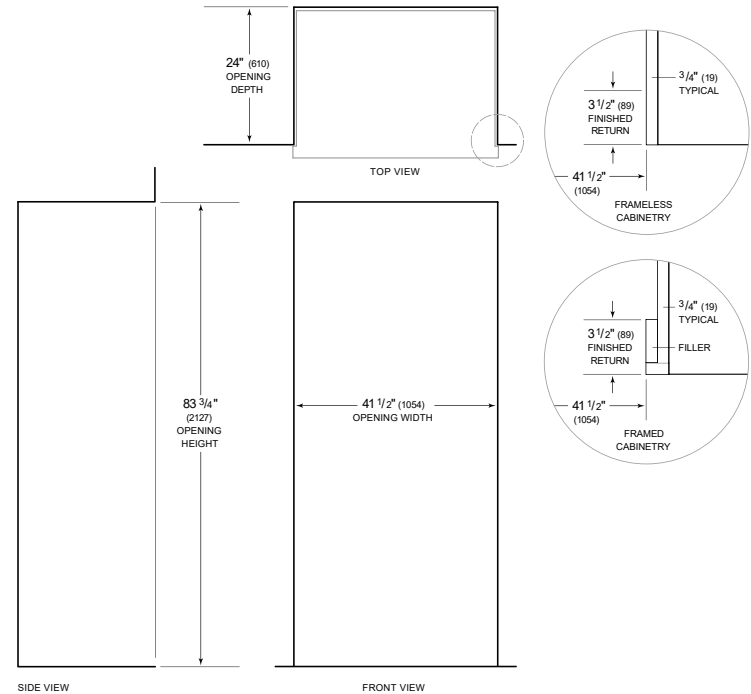 24" (610)
OPENING
DEPTH
TOP VIEW
3 1/2" (89)
FINISHED
RETURN
3/4" (19)
TYPICAL
41 1/2"
(1054)
FRAMELESS
CABINETRY
3 1/2" (89)
FINISHED
RETURN
3/4" (19)
TYPICAL
FILLER
41 1/2"
(1054)
FRAMED
CABINETRY
83 3/4"
(2127)
OPENING
HEIGHT
41 1/2" (1054)
OPENING WIDTH
SIDE VIEW
FRONT VIEW